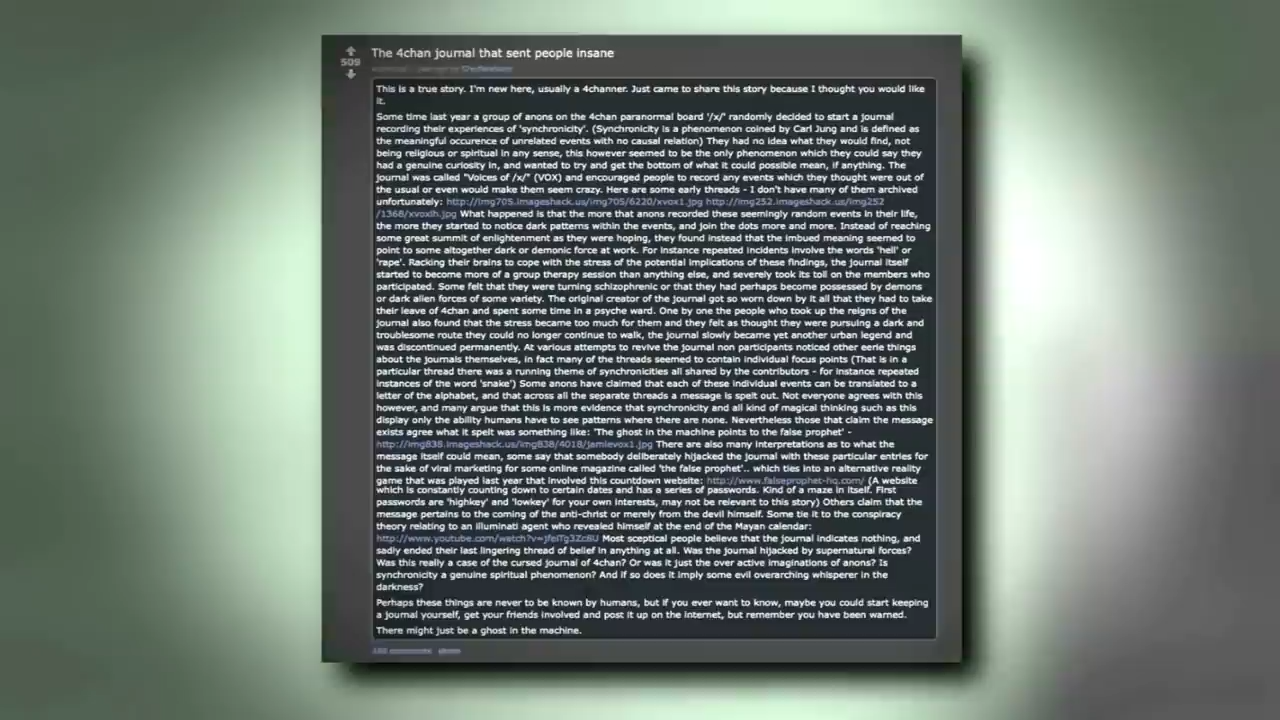 The 4chan journal that sent people insane
509
This is a true story. I'm new here, usually a 4channer. Just came to share this story because I thought you would like
it.
Some time last year a group of anons on the 4chan paranormal board '/x/' randomly decided to start a journal
recording their experiences of 'synchronicity'. (Synchronicity is a phenomenon coined by Carl Jung and is defined as
the meaningful occurence of unrelated events with no causal relation) They had no idea what they would find, not
being religious or spiritual in any sense, this however seemed to be the only phenomenon which they could say they
had a genuine curiosity in, and wanted to try and get the bottom of what it could possible mean, if anything. The
journal was called "Voices of /x/" (VOX) and encouraged people to record any events which they thought were out of
the usual or even would make them seem crazy. Here are some early threads - I don't have many of them archived
unfortunately: http://img705.imageshack.us/img705/6220/xvox1.jpg http://img252.imageshack.us/img252
/1368/xvoxlh.jpg What happened is that the more that anons recorded these seemingly random events in their life,
the more they started to notice dark patterns within the events, and join the dots more and more. Instead of reaching
some great summit of enlightenment as they were hoping, they found instead that the imbued meaning seemed to
point to some altogether dark or demonic force at work. For instance repeated incidents involve the words 'hell' or
'rape'. Racking their brains to cope with the stress of the potential implications of these findings, the journal itself
started to become more of a group therapy session than anything else, and severely took its toll on the members who
participated. Some felt that they were turning schizophrenic or that they had perhaps become possessed by demons
or dark alien forces of some variety. The original creator of the journal got so worn down by it all that they had to take
their leave of 4chan and spent some time in a psyche ward. One by one the people who took up the reigns of the
journal also found that the stress became too much for them and they felt as thought they were pursuing a dark and
troublesome route they could no longer continue to walk, the journal slowly became yet another urban legend and
was discontinued permanently. At various attempts to revive the journal non participants noticed other eerie things
about the journals themselves, in fact many of the threads seemed to contain individual focus points (That is in a
particular thread there was a running theme of synchronicities all shared by the contributors - for instance repeated
instances of the word 'snake') Some anons have claimed that each of these individual events can be translated to a
letter of the alphabet, and that across all the separate threads a message is spelt out. Not everyone agrees with this
however, and many argue that this is more evidence that synchronicity and all kind of magical thinking such as this
display only the ability humans have to see patterns where there are none. Nevertheless those that claim the message
exists agree what it spelt was something like: 'The ghost in the machine points to the false prophet' -
http://img838.imageshack.us/img838/4018/jamievox1.jpg There are also many interpretations as to what the
message itself could mean, some say that somebody deliberately hijacked the journal with these particular entries for
the sake of viral marketing for some online magazine called 'the false prophet'.. which ties into an alternative reality
game that was played last year that involved this countdown website: http://www.falseprophet-hq.com/ (A website
which is constantly counting down to certain dates and has a series of passwords. Kind of a maze in itself. First
passwords are 'highkey' and 'lowkey' for your own interests, may not be relevant to this story) Others claim that the
message pertains to the coming of the anti-christ or merely from the devil himself. Some tie it to the conspiracy
theory relating to an illuminati agent who revealed himself at the end of the Mayan calendar:
Most sceptical people believe that the journal indicates nothing, and
sadly ended their last lingering thread of belief in anything at all. Was the journal hijacked by supernatural forces?
Was this really a case of the cursed journal of 4chan? Or was it just the over active imaginations of anons? Is
synchronicity a genuine spiritual phenomenon? And if so does it imply some evil overarching whisperer in the
darkness?
Perhaps these things are never to be known by humans, but if you ever want to know, maybe you could start keeping
a journal yourself, get your friends involved and post it up on the internet, but remember you have been warned.
There might just be a ghost in the machine.